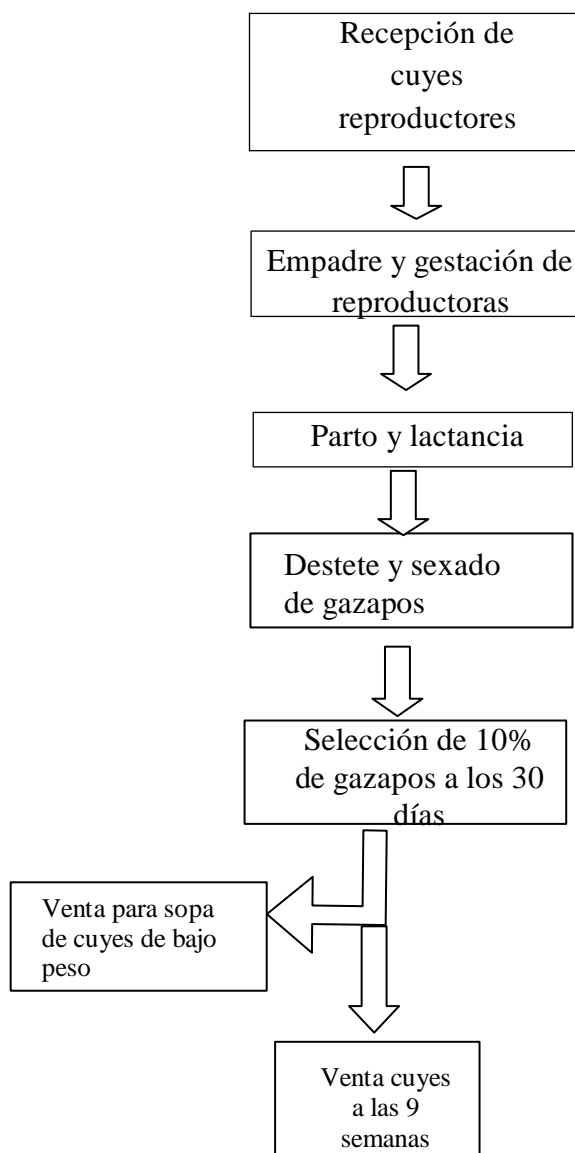 Recepción de
cuyes
reproductores
Empadre y gestación de
reproductoras
Parto y lactancia
Destete y sexado
de gazapos
Selección de 10%
de gazapos a los 30
días
Venta para sopa
de cuyes de bajo
peso
Venta cuyes
a las 9
semanas